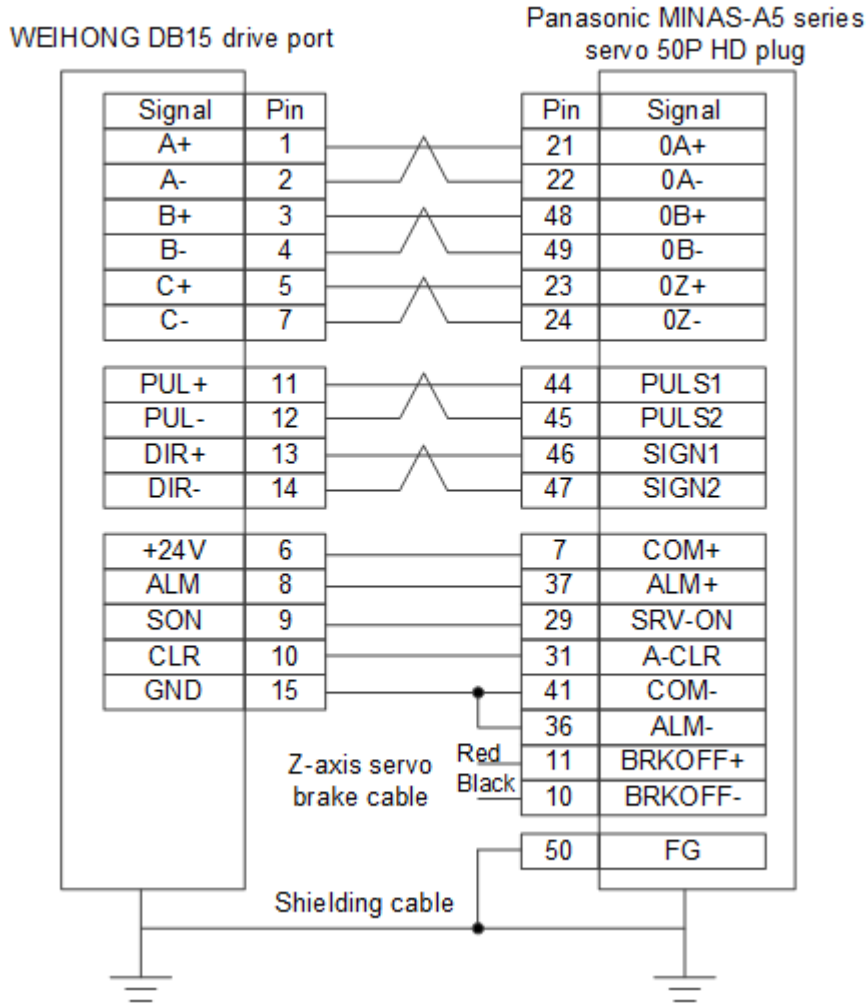 WEIHONG DB15 drive port
Panasonic MINAS-A5 series
servo 50P HD plug
Signal Pin Pin Signal
A+ 1 21 0A+
A- 2 22 0A-
B+ 3 48 0B+
B- 4 49 0B-
C+ 5 23 0Z+
C- 7 24 0Z-
PUL+ 11 44 PULS1
PUL- 12 45 PULS2
DIR+ 13 46 SIGN1
DIR- 14 47 SIGN2
+24V 6 7 COM+
ALM 8 37 ALM+
SON 9 29 SRV-ON
CLR 10 31 A-CLR
GND 15 41 COM-
36 ALM-
Z-axis servo Red 11 BRKOFF+
brake cable Black 10 BRKOFF-
50 FG
Shielding cable